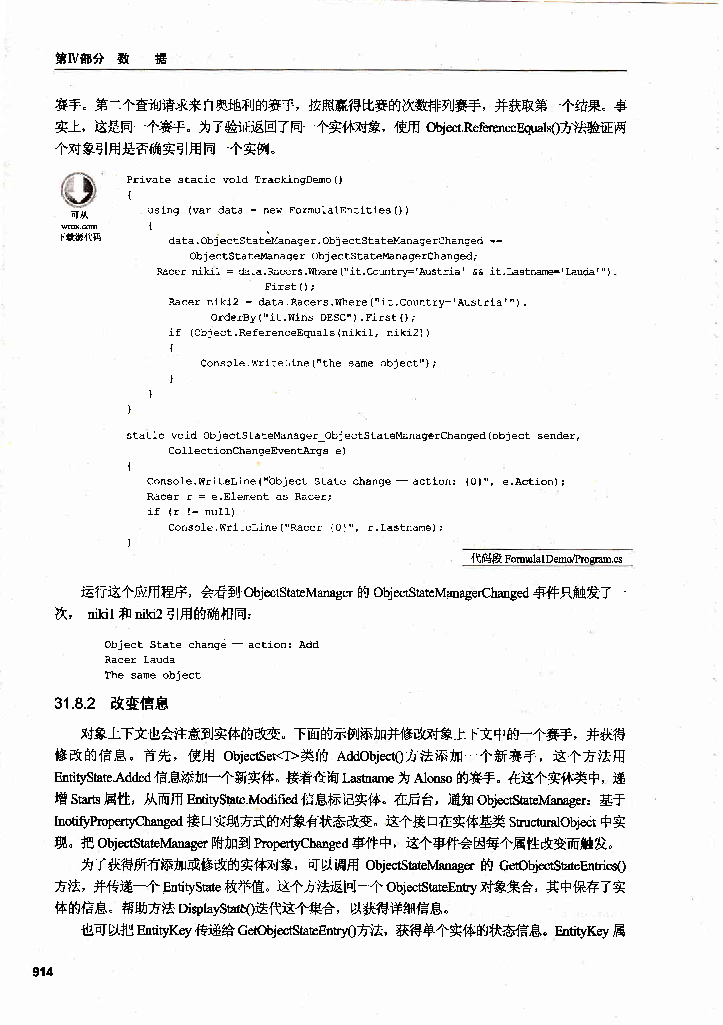 第Ⅳ部分 数 据
赛手。第二个查询请求来自奥地利的赛手，按照赢得比赛的次数排列赛手，并获取第一个结果。事
实上，这是同一个赛手。为了验证返回了同一个实体对象，使用 Object.ReferenceEquals()方法验证两
个对象引用是否确实引用同一个实例。
可从
wrox.com
下载源代码
Private static void TrackingDemo()
{
using (var data = new Formula1Entities())
{
data.ObjectStateManager.ObjectStateManagerChanged +=
ObjectStateManager_ObjectStateManagerChanged;
Racer niki1 = data.Racers.Where("it.Country='Austria' && it.Lastname='Lauda'").
First();
Racer niki2 = data.Racers.Where("it.Country='Austria'").
OrderBy("it.Wins DESC").First();
if (Object.ReferenceEquals(niki1, niki2))
{
Console.WriteLine("the same object");
}
}
}
static void ObjectStateManager_ObjectStateManagerChanged(object sender,
CollectionChangeEventArgs e)
{
Console.WriteLine("Object State change — action: {0}", e.Action);
Racer r = e.Element as Racer;
if (r != null)
Console.WriteLine("Racer {0}", r.Lastname);
}
代码段 Formula1Demo/Program.cs
运行这个应用程序，会看到 ObjectStateManager 的 ObjectStateManagerChanged 事件只触发了一
次， niki1 和 niki2 引用的确相同：
Object State change — action: Add
Racer Lauda
The same object
31.8.2 改变信息
对象上下文也会注意到实体的改变。下面的示例添加并修改对象上下文中的一个赛手，并获得
修改的信息。首先，使用 ObjectSet<T>类的 AddObject()方法添加一个新赛手，这个方法用
EntityState.Added 信息添加一个新实体。接着查询 Lastname 为 Alonso 的赛手。在这个实体类中，递
增 Starts 属性，从而用 EntityState.Modified 信息标记实体。在后台，通知 ObjectStateManager：基于
InotifyPropertyChanged 接口实现方式的对象有状态改变。这个接口在实体基类 StructuralObject 中实
现。把 ObjectStateManager 附加到 PropertyChanged 事件中，这个事件会因每个属性改变而触发。
为了获得所有添加或修改的实体对象，可以调用 ObjectStateManager 的 GetObjectStateEntries()
方法，并传递一个 EntityState 枚举值。这个方法返回一个 ObjectStateEntry 对象集合，其中保存了实
体的信息。帮助方法 DisplayState()迭代这个集合，以获得详细信息。
也可以把 EntityKey 传递给 GetObjectStateEntry()方法，获得单个实体的状态信息。EntityKey 属
914